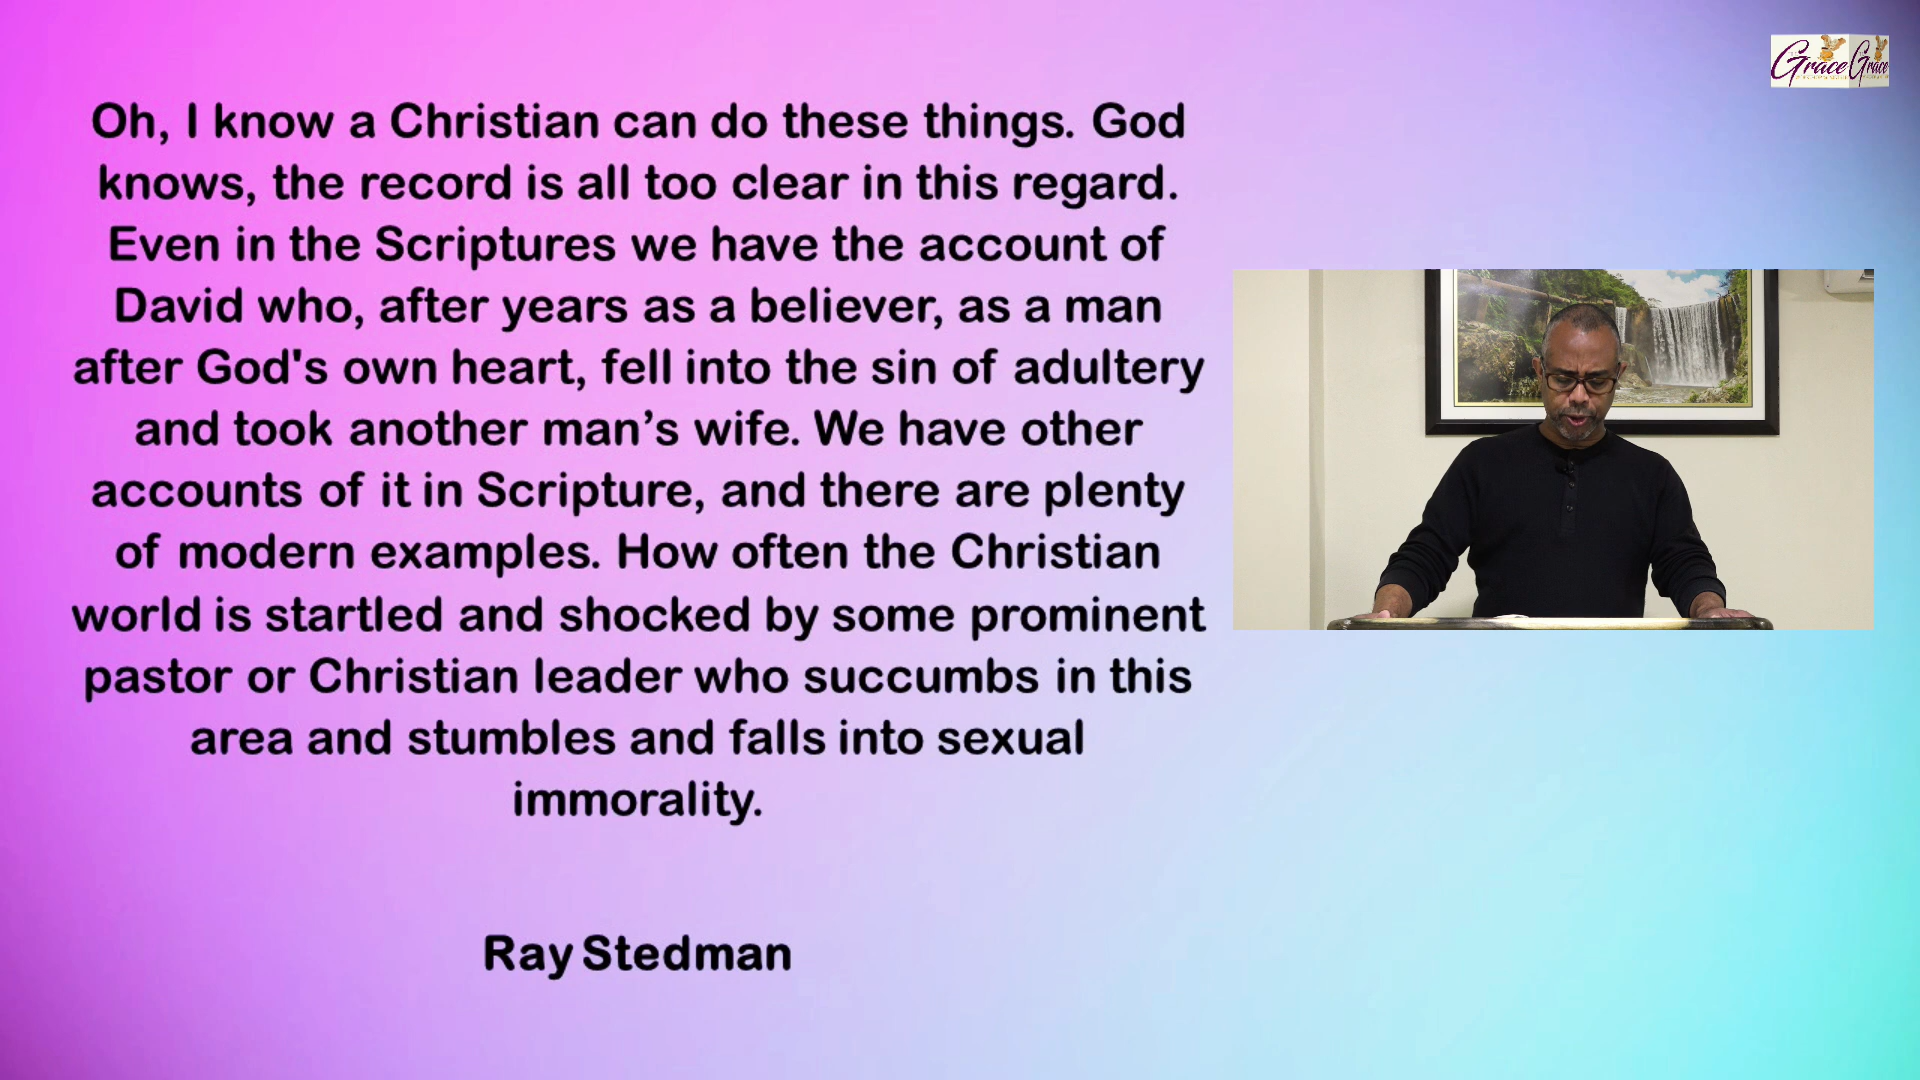 Oh, I know a Christian can do these things. God
knows, the record is all too clear in this regard.
Even in the Scriptures we have the account of
David who, after years as a believer, as a man
after God's own heart, fell into the sin of adultery
and took another man’s wife. We have other
accounts of it in Scripture, and there are plenty
of modern examples. How often the Christian
world is startled and shocked by some prominent
pastor or Christian leader who succumbs in this
area and stumbles and falls into sexual
immorality.
Ray Stedman
Grace Grace